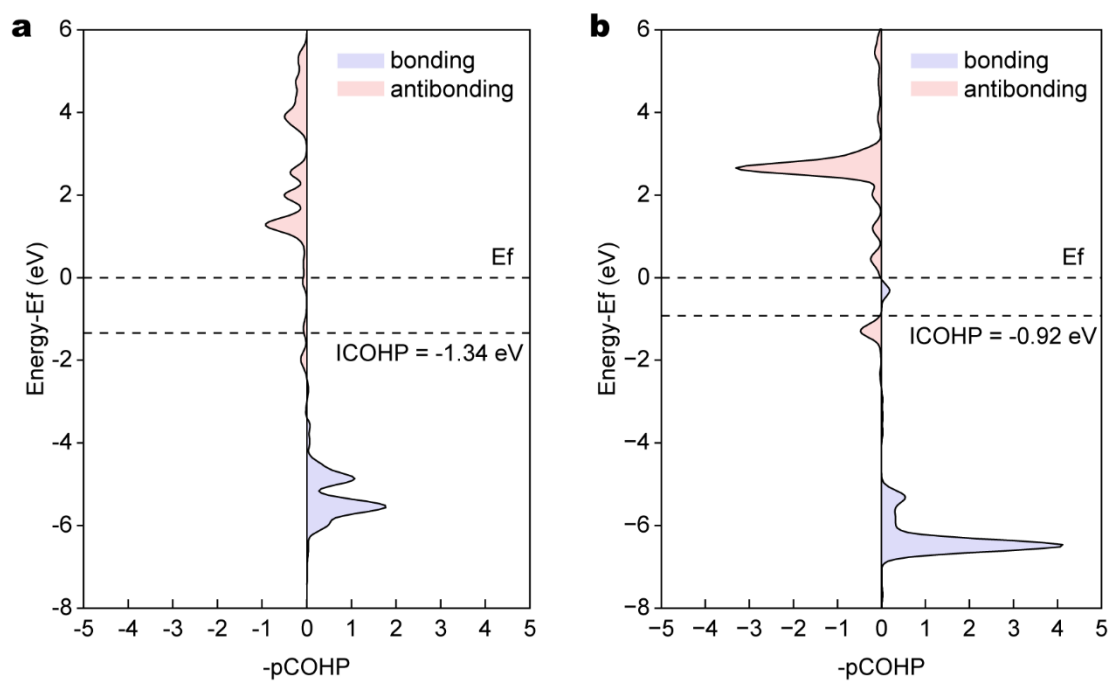 a
6
4
2
0
-2
-4
-6
-8
Energy-Ef (eV)
bonding
antibonding
Ef
ICOHP = -1.34 eV
-5 -4 -3 -2 -1 0 1 2 3 4 5
-pCOHP
b
6
4
2
0
−2
−4
−6
−8
Energy-Ef (eV)
bonding
antibonding
Ef
ICOHP = -0.92 eV
−5 −4 −3 −2 −1 0 1 2 3 4 5
-pCOHP